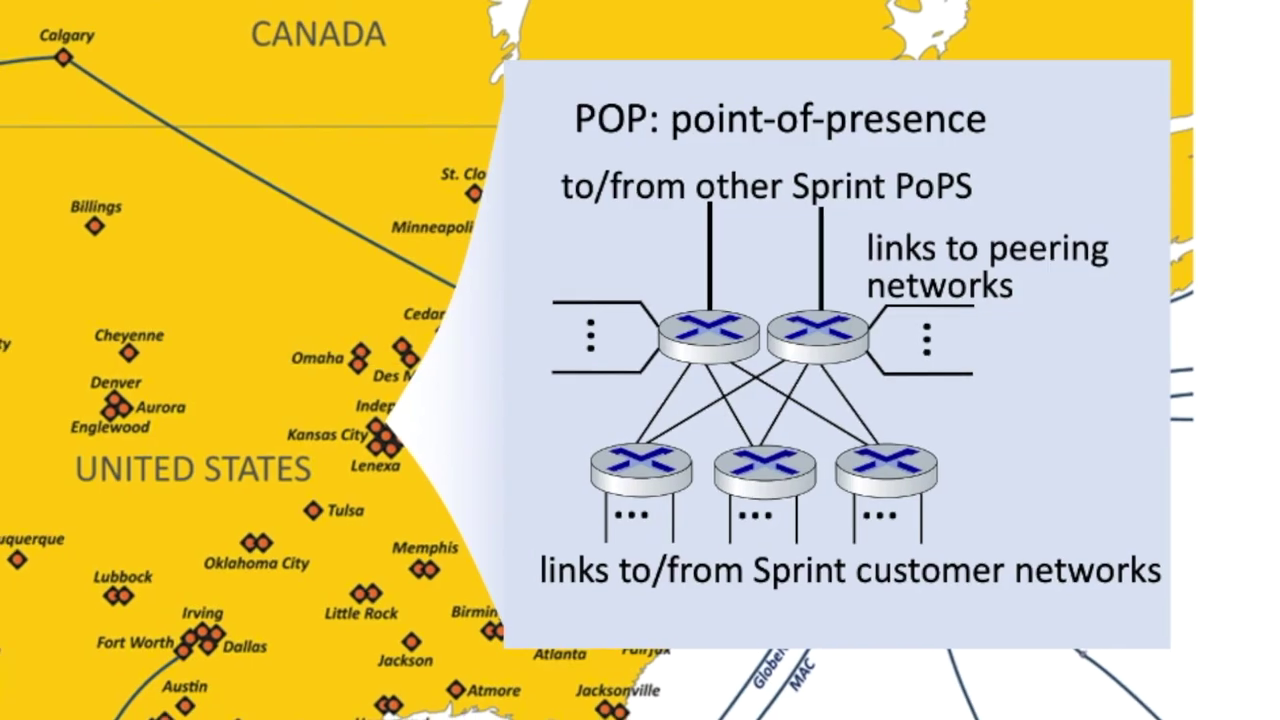 Calgary
CANADA
POP: point-of-presence
to/from other Sprint PoPS
links to peering
networks
links to/from Sprint customer networks
St. Clo
Billings
Minneapoli
Cedar
Cheyenne
Omaha
Des M
Denver
Aurora
Englewood
Indep
Kansas City
Lenexa
UNITED STATES
Tulsa
uquerque
Oklahoma City
Memphis
Lubbock
Little Rock
Irving
Birmin
Fort Worth
Dallas
Jackson
Atlanta
Fairfax
Austin
Atmore
Jacksonville
MAC